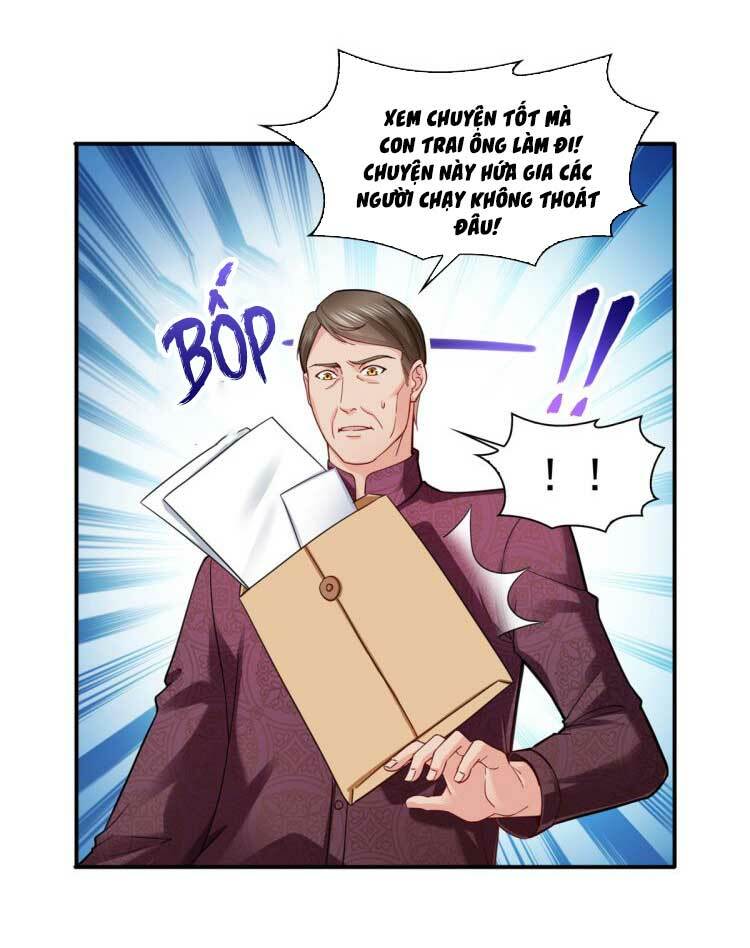 XEM CHUYỆN TỐT MÀ
CON TRAI ÔNG LÀM ĐI!
CHUYỆN NÀY HỨA GIA CÁC
NGƯỜI CHẠY KHÔNG THOÁT
ĐÂU!
BỐP
!!
! !